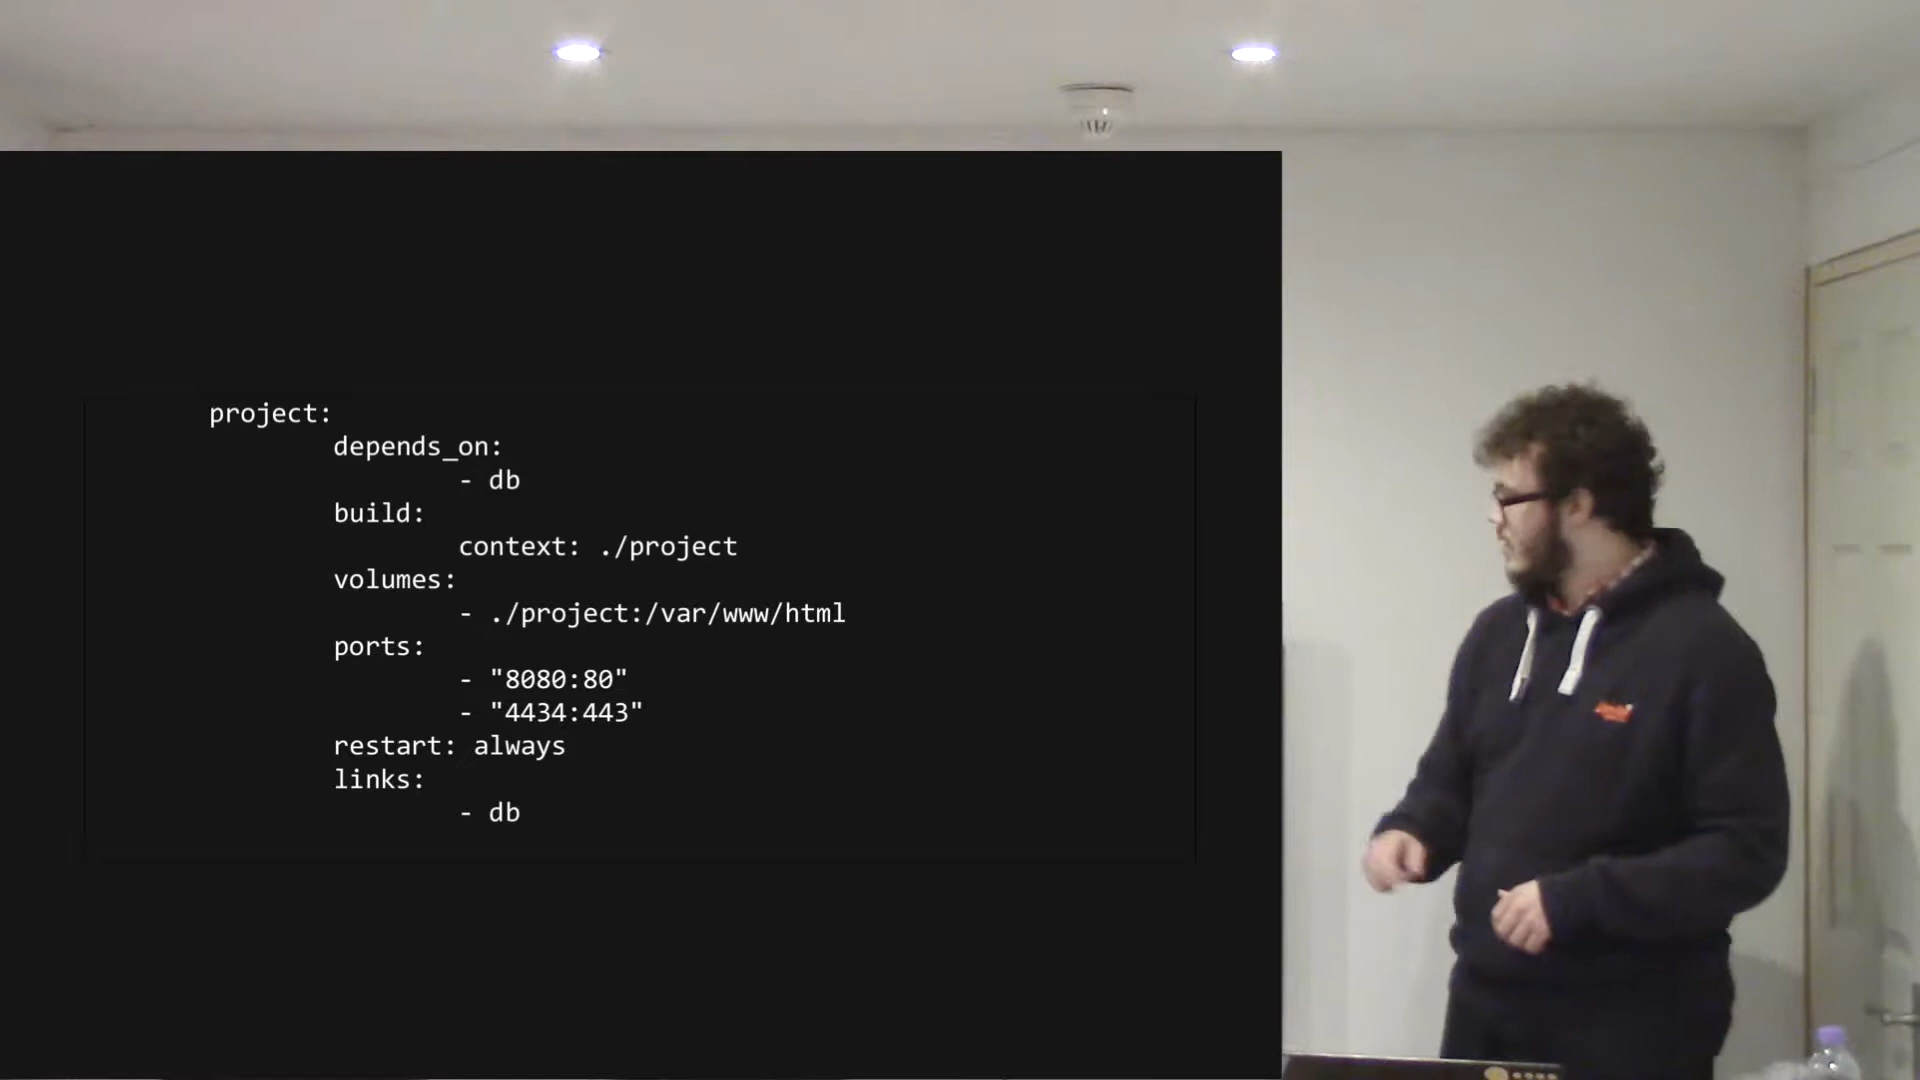 project:
depends_on:
- db
build:
context: ./project
volumes:
- ./project:/var/www/html
ports:
- "8080:80"
- "4434:443"
restart: always
links:
- db